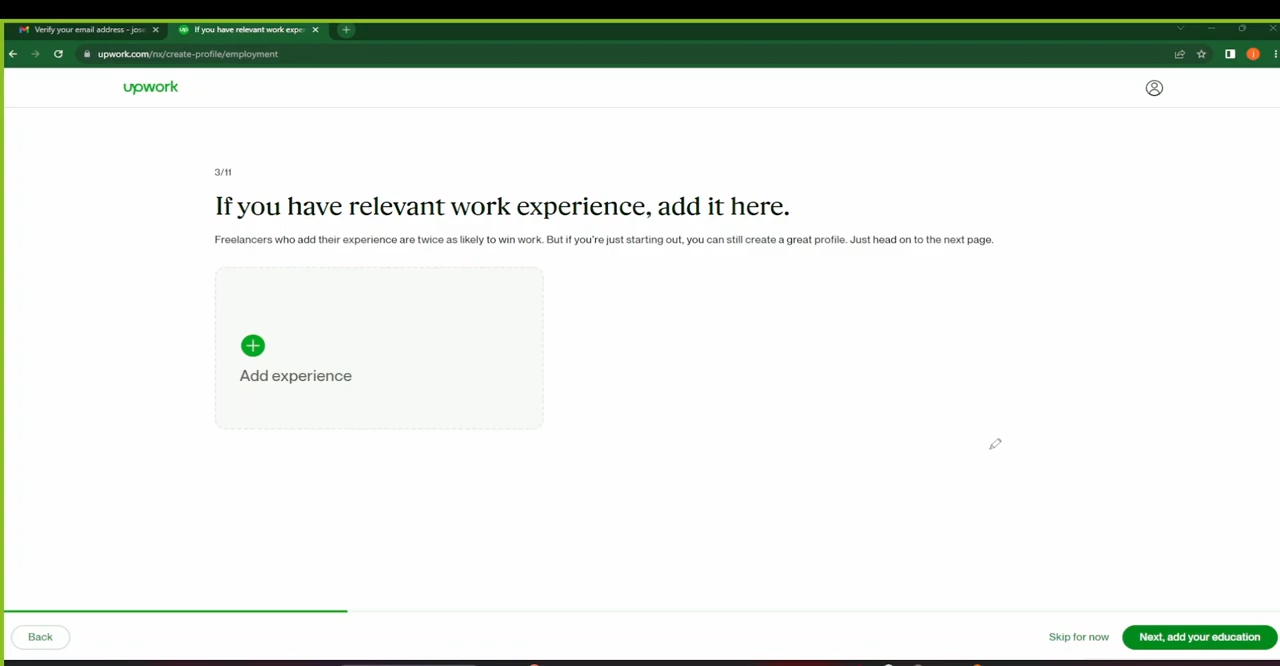 Verify your email address - jose
If you have relevant work exper
upwork.com/nx/create-profile/employment
upwork
3/11
If you have relevant work experience, add it here.
Freelancers who add their experience are twice as likely to win work. But if you're just starting out, you can still create a great profile. Just head on to the next page.
Add experience
Back
Skip for now
Next, add your education